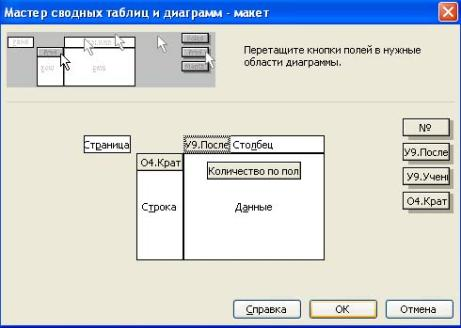 Мастер сводных таблиц и диаграмм - макет
Перетащите кнопки полей в нужные
области диаграммы.
№
Страница У9.После Столбец У9.После
О4.Крат Количество по пол У9.Учени
Строка Данные О4.Крат
Справка ОК Отмена